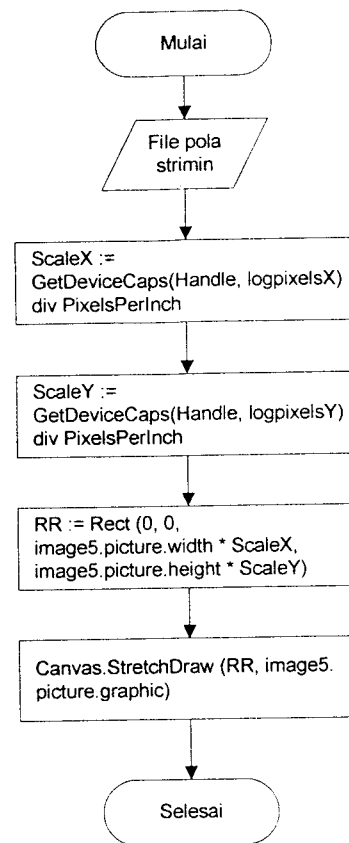 Mulai
File pola
strimin
ScaleX :=
GetDeviceCaps(Handle, logpixelsX)
div PixelsPerInch
ScaleY :=
GetDeviceCaps(Handle, logpixelsY)
div PixelsPerInch
RR := Rect (0, 0,
image5.picture.width * ScaleX,
image5.picture.height * ScaleY)
Canvas.StretchDraw (RR, image5.
picture.graphic)
Selesai